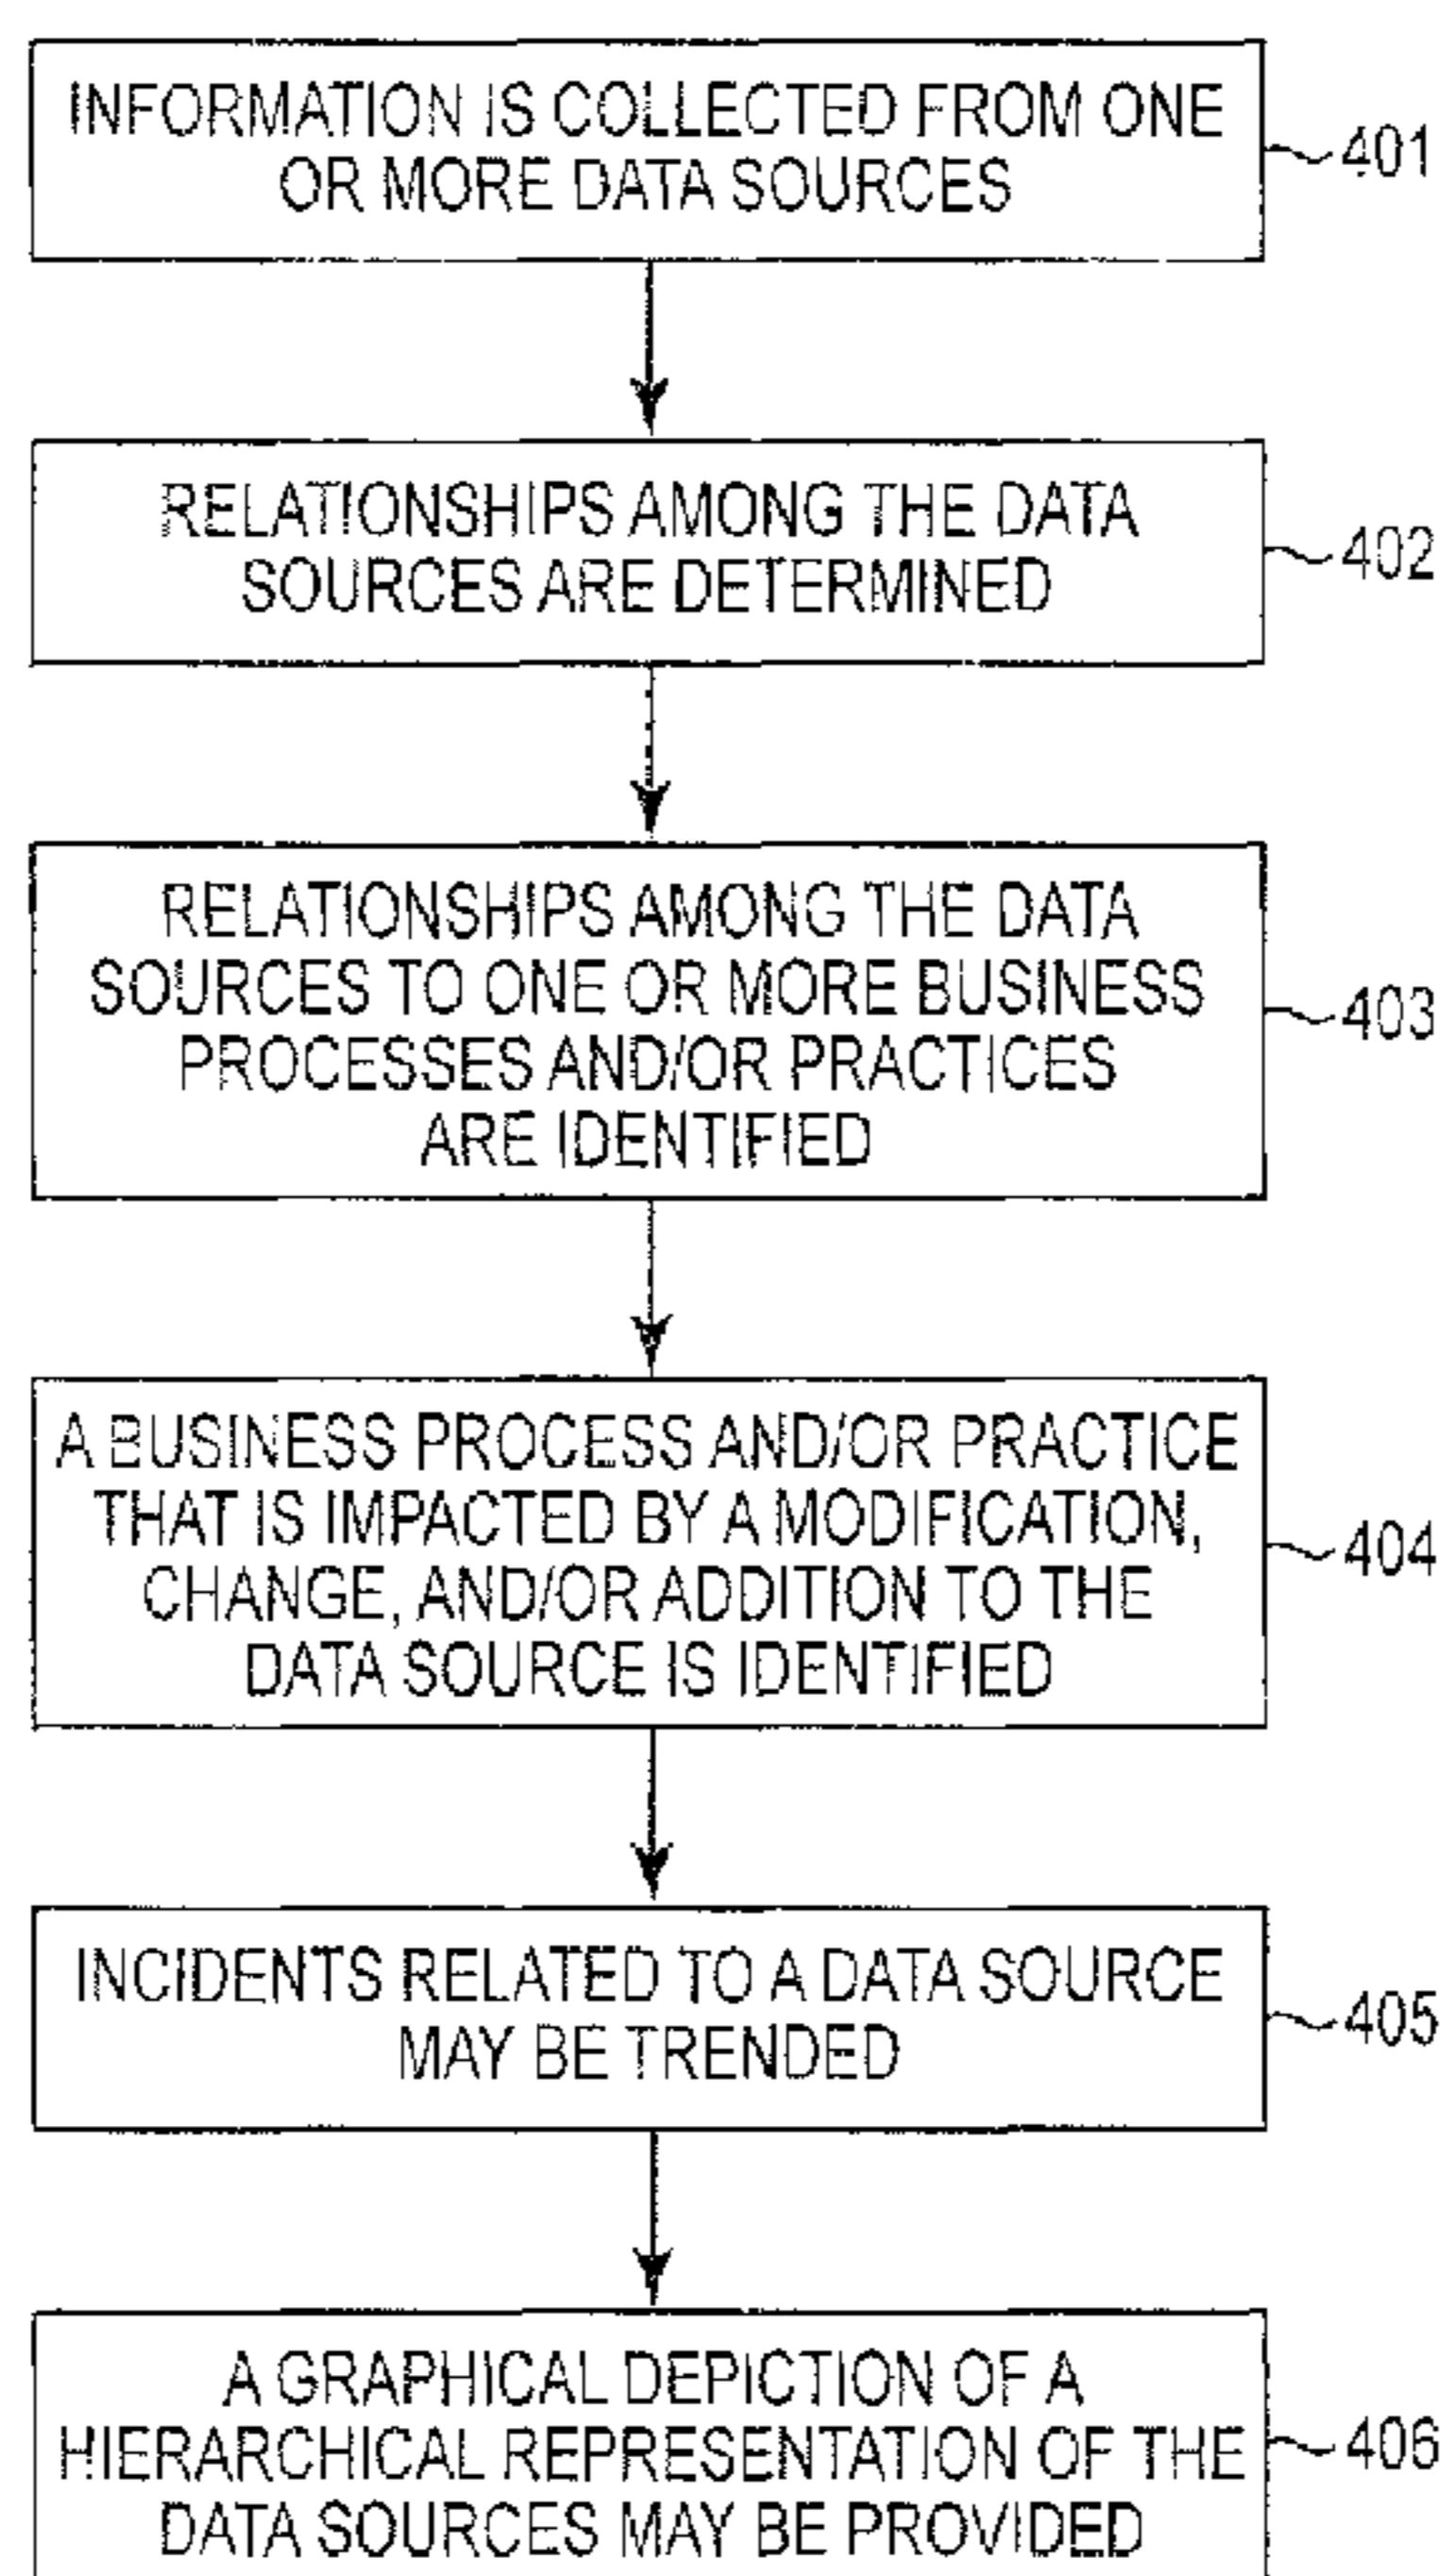 INFORMATION IS COLLECTED FROM ONE
OR MORE DATA SOURCES
401
RELATIONSHIPS AMONG THE DATA
SOURCES ARE DETERMINED
402
RELATIONSHIPS AMONG THE DATA
SOURCES TO ONE OR MORE BUSINESS
PROCESSES AND/OR PRACTICES
ARE IDENTIFIED
403
A BUSINESS PROCESS AND/OR PRACTICE
THAT IS IMPACTED BY A MODIFICATION,
CHANGE, AND/OR ADDITION TO THE
DATA SOURCE IS IDENTIFIED
404
INCIDENTS RELATED TO A DATA SOURCE
MAY BE TRENDED
405
A GRAPHICAL DEPICTION OF A
HIERARCHICAL REPRESENTATION OF THE
DATA SOURCES MAY BE PROVIDED
406